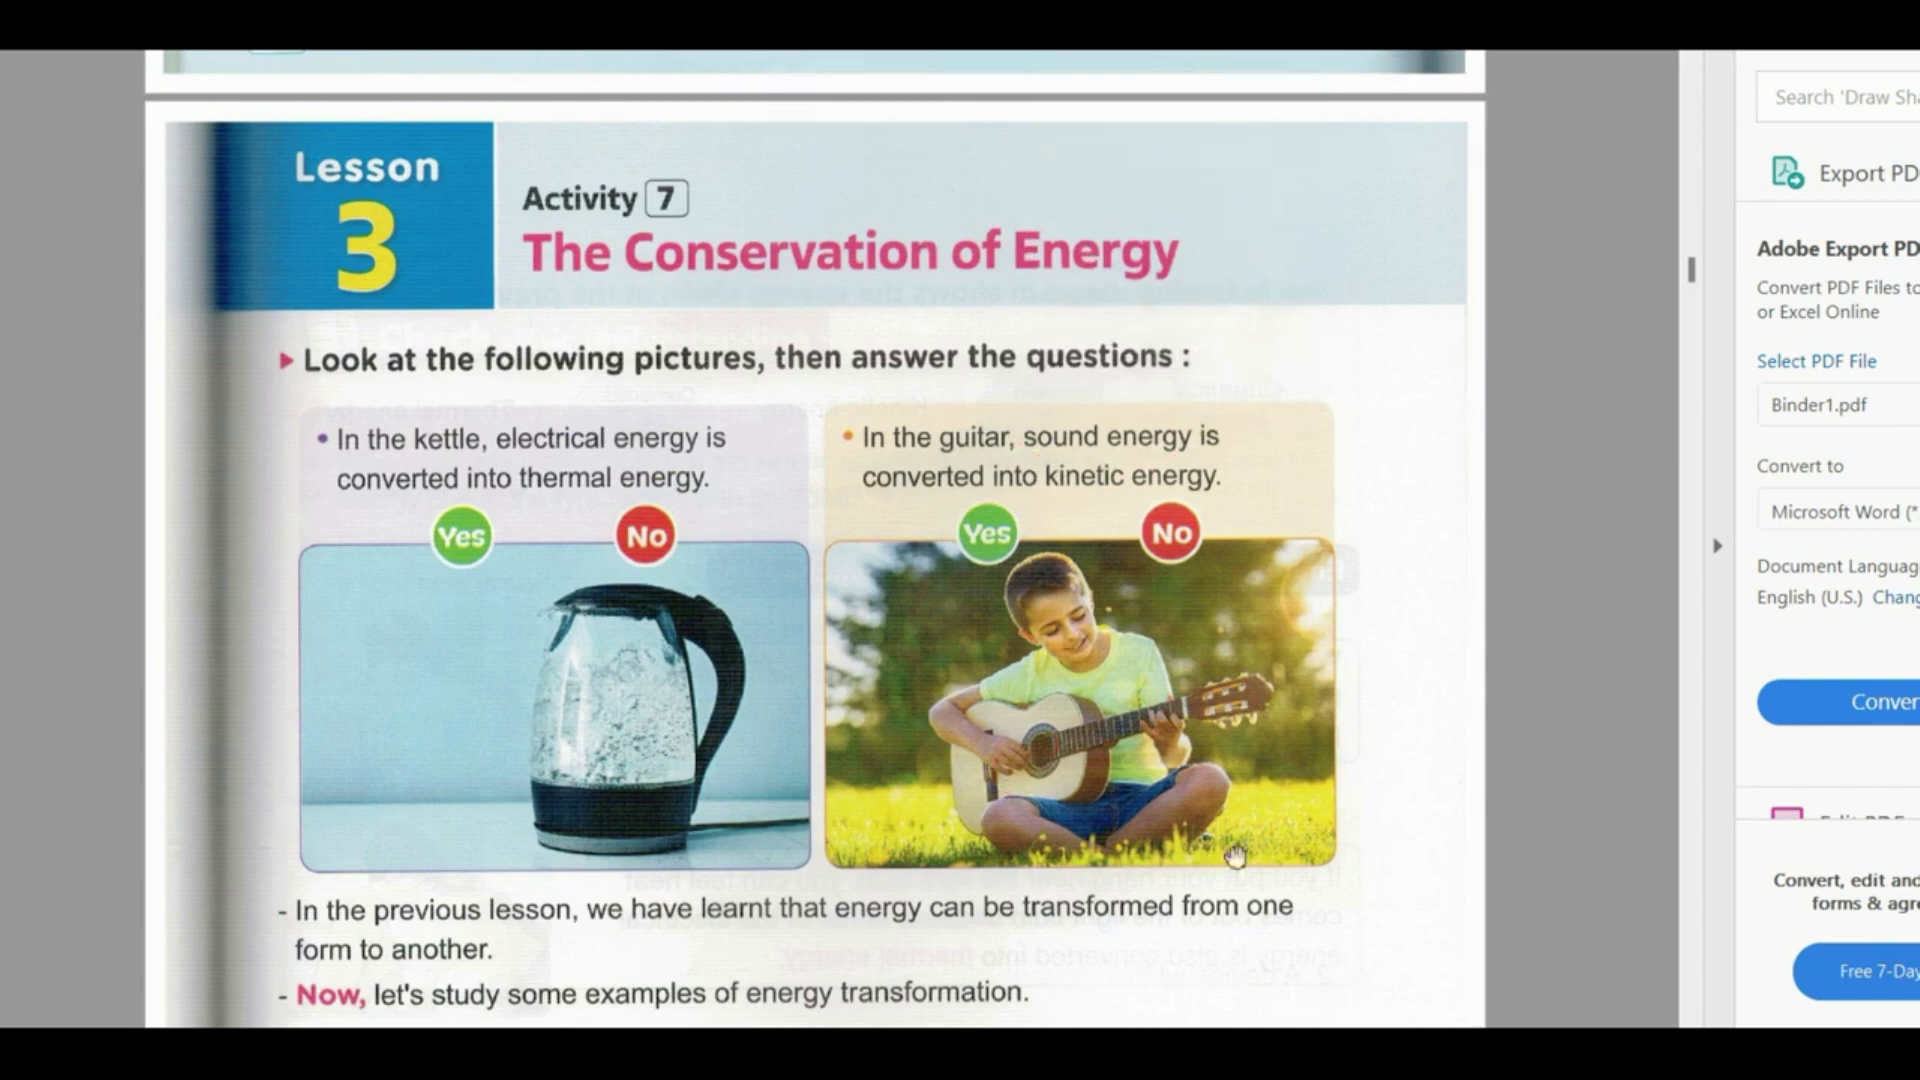 Lesson
3
Activity 7
The Conservation of Energy
Look at the following pictures, then answer the questions :
• In the kettle, electrical energy is
converted into thermal energy.
Yes No
• In the guitar, sound energy is
converted into kinetic energy.
Yes No
- In the previous lesson, we have learnt that energy can be transformed from one
form to another.
- Now, let's study some examples of energy transformation.
Search 'Draw Sha
Export PD
Adobe Export PD
Convert PDF Files to
or Excel Online
Select PDF File
Binder1.pdf
Convert to
Microsoft Word (*
Document Languag
English (U.S.) Chang
Conver
Convert, edit and
forms & agre
Free 7-Day